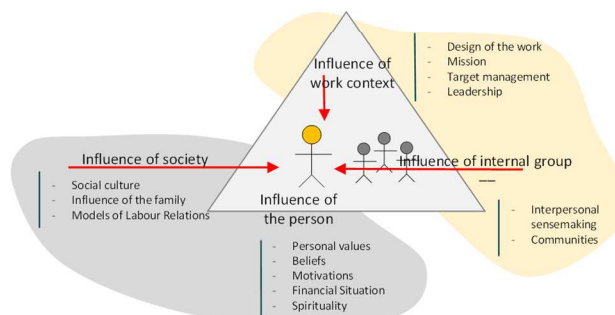 Influence of
work context
- Design of the work
- Mission
- Target management
- Leadership
Influence of society
Influence of internal group
- Social culture
- Influence of the family
- Models of Labour Relations
Influence of
the person
- Interpersonal
sensemaking
- Communities
- Personal values
- Beliefs
- Motivations
- Financial Situation
- Spirituality